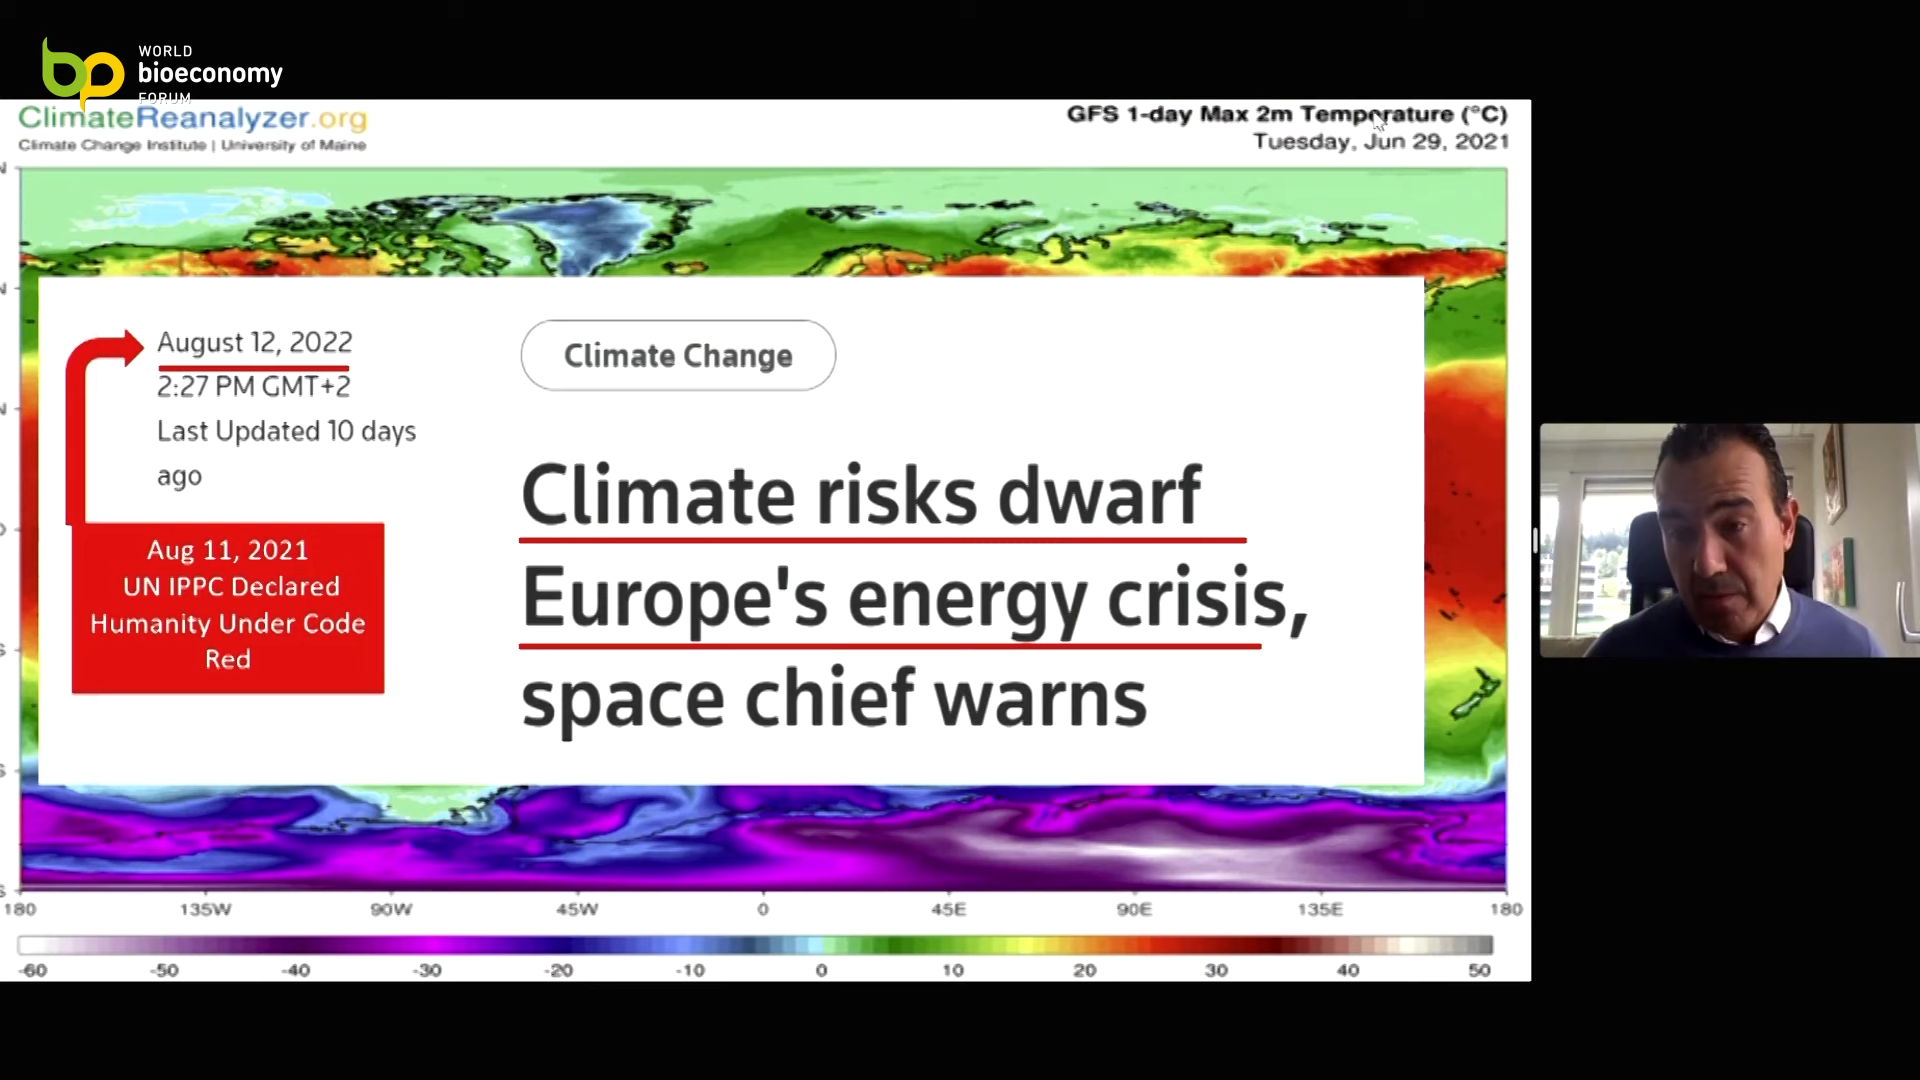 WORLD
bioeconomy
FORUM
ClimateReanalyzer.org
Climate Change Institute | University of Maine
GFS 1-day Max 2m Temperature (°C)
Tuesday, Jun 29, 2021
August 12, 2022
2:27 PM GMT+2
Last Updated 10 days
ago
Aug 11, 2021
UN IPPC Declared
Humanity Under Code
Red
Climate Change
Climate risks dwarf
Europe's energy crisis,
space chief warns
180 135W 90W 45W 0 45E 90E 135E 180
-60 -50 -40 -30 -20 -10 0 10 20 30 40 50